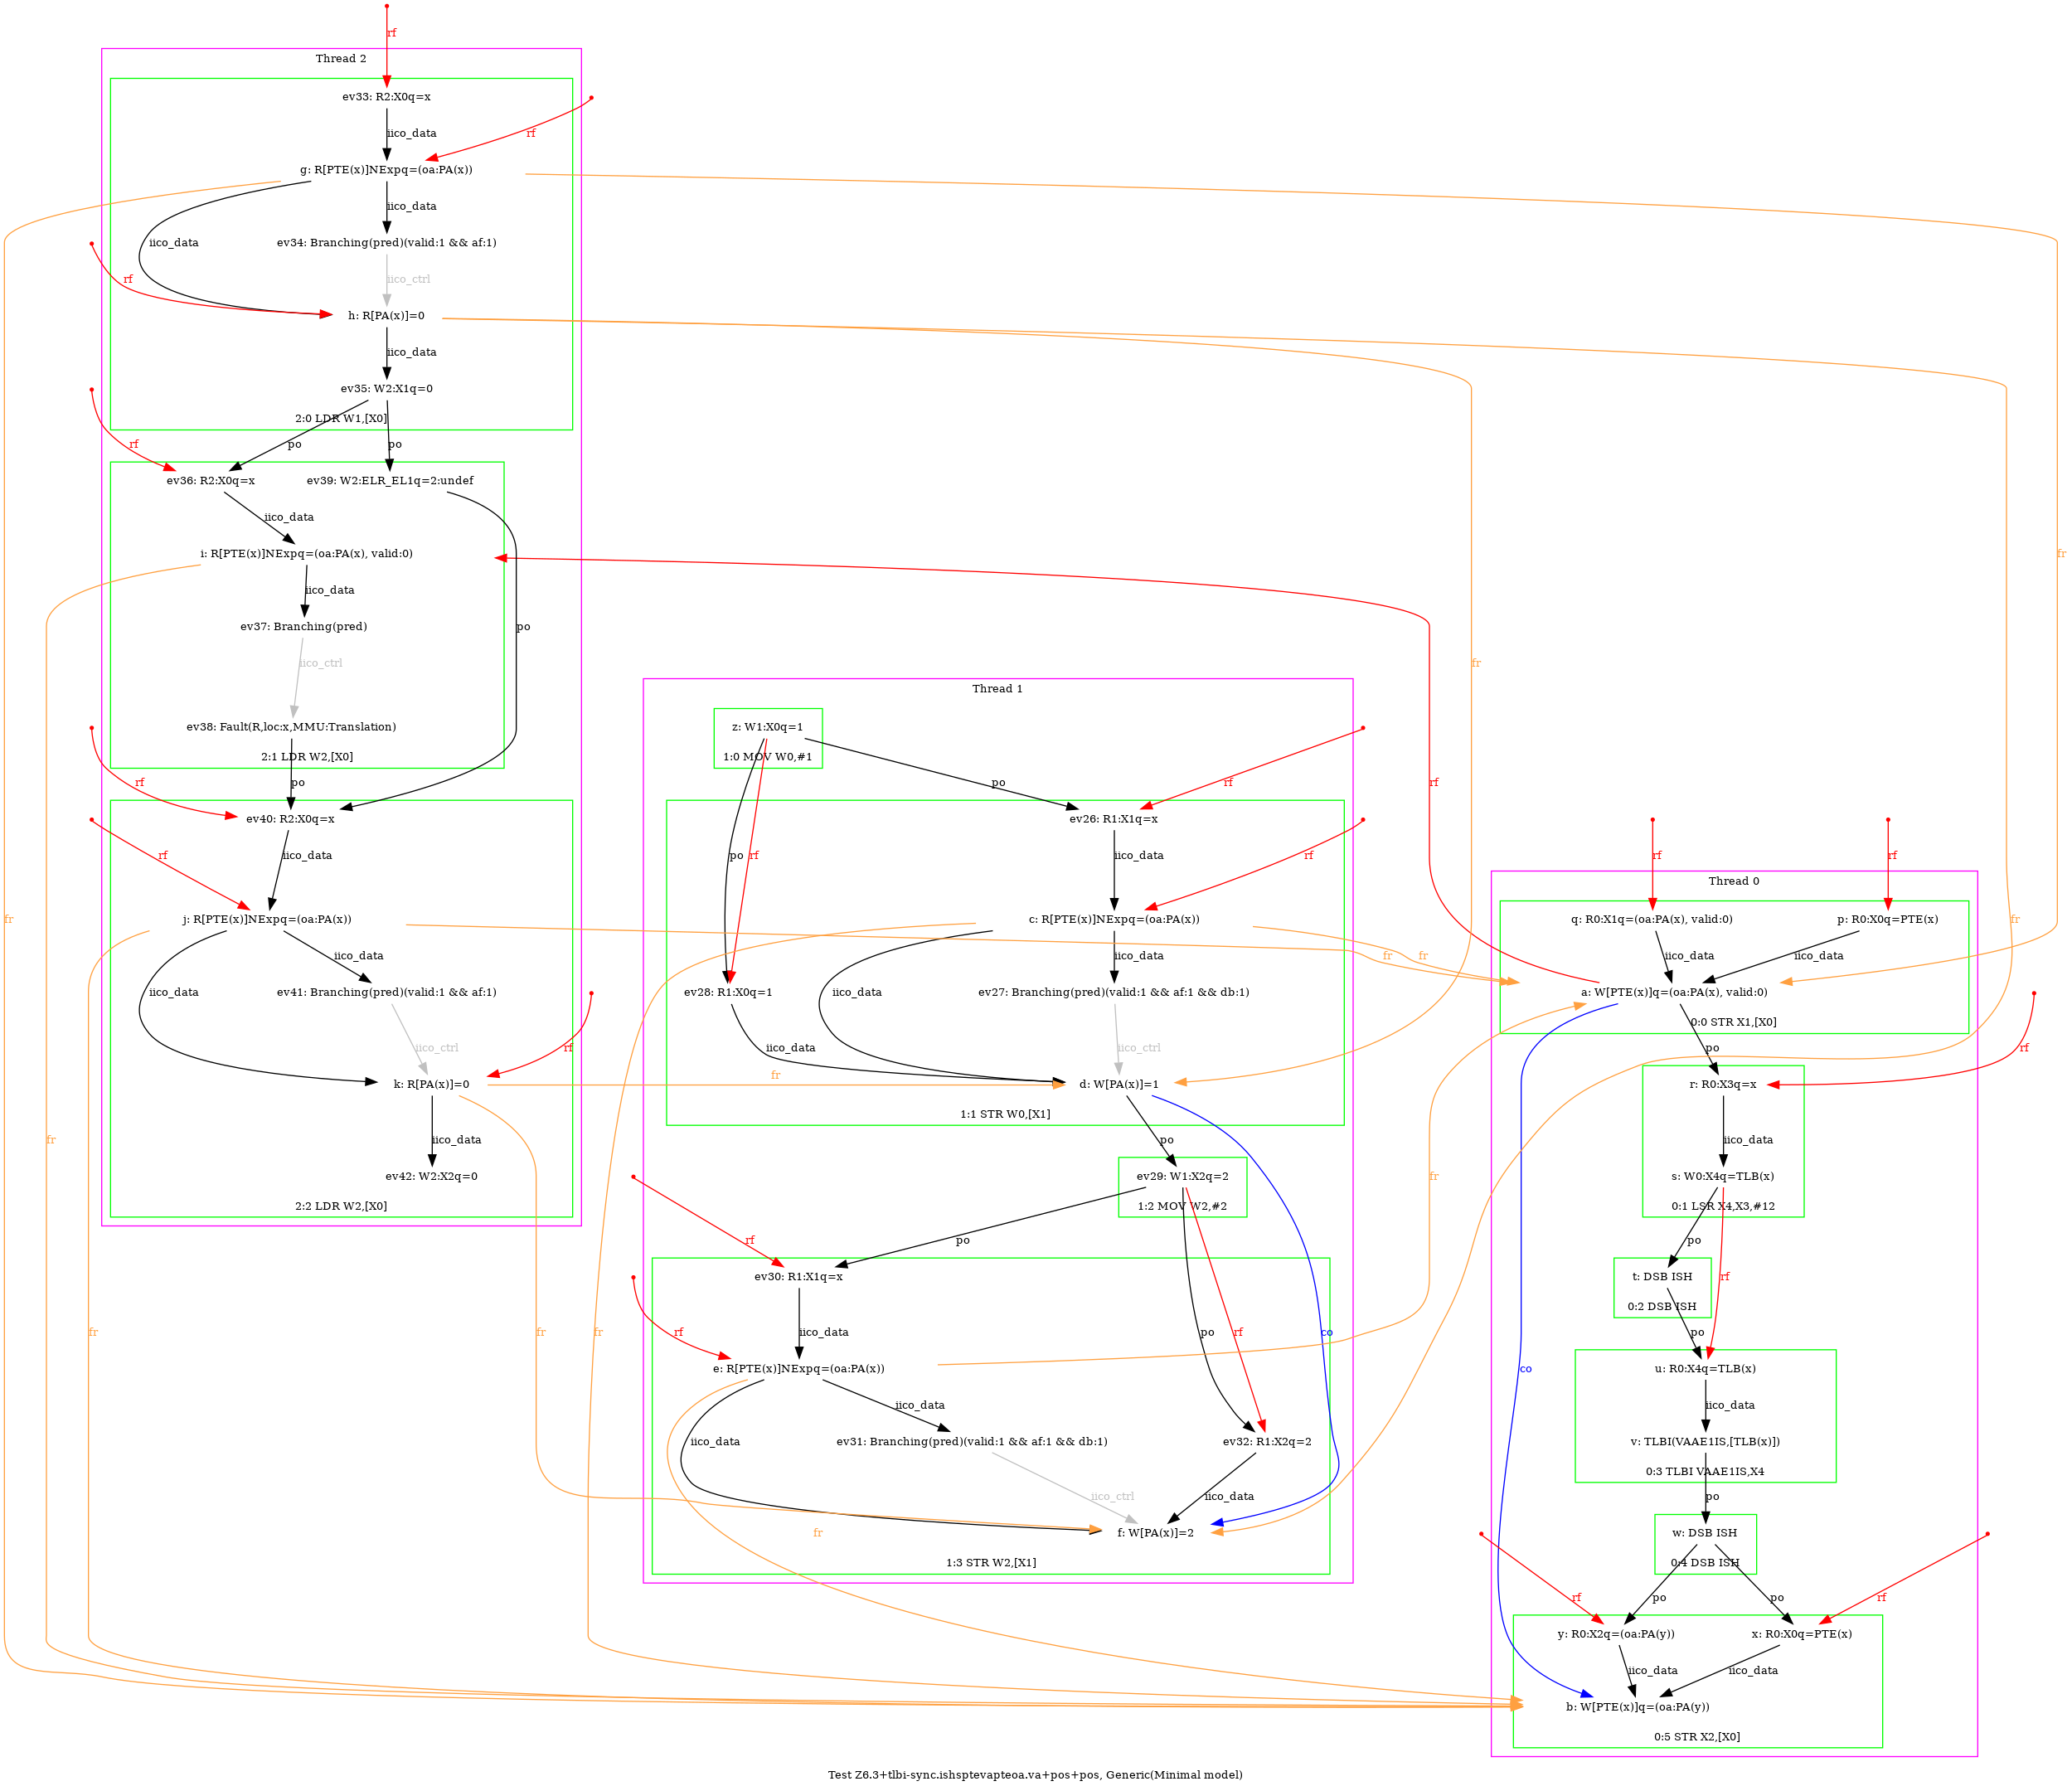 rf
Thread 2
ev33: R2:X0q=x
iico_data
rf
g: R[PTE(x)]NExpq=(oa:PA(x))
iico_data
iico_data
ev34: Branching(pred)(valid:1 && af:1)
rf
iico_ctrl
h: R[PA(x)]=0
iico_data
ev35: W2:X1q=0
2:0 LDR W1,[X0]
rf
po
po
ev36: R2:X0q=x
ev39: W2:ELR_EL1q=2:undef
iico_data
i: R[PTE(x)]NExpq=(oa:PA(x), valid:0)
iico_data
ev37: Branching(pred)
po
iico_ctrl
ev38: Fault(R,loc:x,MMU:Translation)
2:1 LDR W2,[X0]
rf
po
ev40: R2:X0q=x
rf
iico_data
j: R[PTE(x)]NExpq=(oa:PA(x))
iico_data
iico_data
ev41: Branching(pred)(valid:1 && af:1)
iico_ctrl
rf
k: R[PA(x)]=0
iico_data
ev42: W2:X2q=0
2:2 LDR W2,[X0]
fr
fr
fr
fr
fr
fr
fr
fr
fr
fr
Thread 1
z: W1:X0q=1
1:0 MOV W0,#1
po
rf
ev26: R1:X1q=x
po
rf
iico_data
rf
c: R[PTE(x)]NExpq=(oa:PA(x))
iico_data
iico_data
fr
ev28: R1:X0q=1
ev27: Branching(pred)(valid:1 && af:1 && db:1)
iico_data
iico_ctrl
d: W[PA(x)]=1
1:1 STR W0,[X1]
po
ev29: W1:X2q=2
1:2 MOV W2,#2
rf
po
ev30: R1:X1q=x
rf
iico_data
po
rf
co
e: R[PTE(x)]NExpq=(oa:PA(x))
iico_data
iico_data
ev31: Branching(pred)(valid:1 && af:1 && db:1)
ev32: R1:X2q=2
iico_ctrl
iico_data
fr
fr
f: W[PA(x)]=2
1:3 STR W2,[X1]
rf
rf
rf
Thread 0
q: R0:X1q=(oa:PA(x), valid:0)
p: R0:X0q=PTE(x)
iico_data
iico_data
a: W[PTE(x)]q=(oa:PA(x), valid:0)
0:0 STR X1,[X0]
po
rf
r: R0:X3q=x
iico_data
s: W0:X4q=TLB(x)
0:1 LSR X4,X3,#12
po
rf
t: DSB ISH
0:2 DSB ISH
po
co
u: R0:X4q=TLB(x)
iico_data
v: TLBI(VAAE1IS,[TLB(x)])
0:3 TLBI VAAE1IS,X4
po
w: DSB ISH
0:4 DSB ISH
rf
po
po
rf
y: R0:X2q=(oa:PA(y))
x: R0:X0q=PTE(x)
iico_data
iico_data
b: W[PTE(x)]q=(oa:PA(y))
0:5 STR X2,[X0]
Test Z6.3+tlbi-sync.ishsptevapteoa.va+pos+pos, Generic(Minimal model)